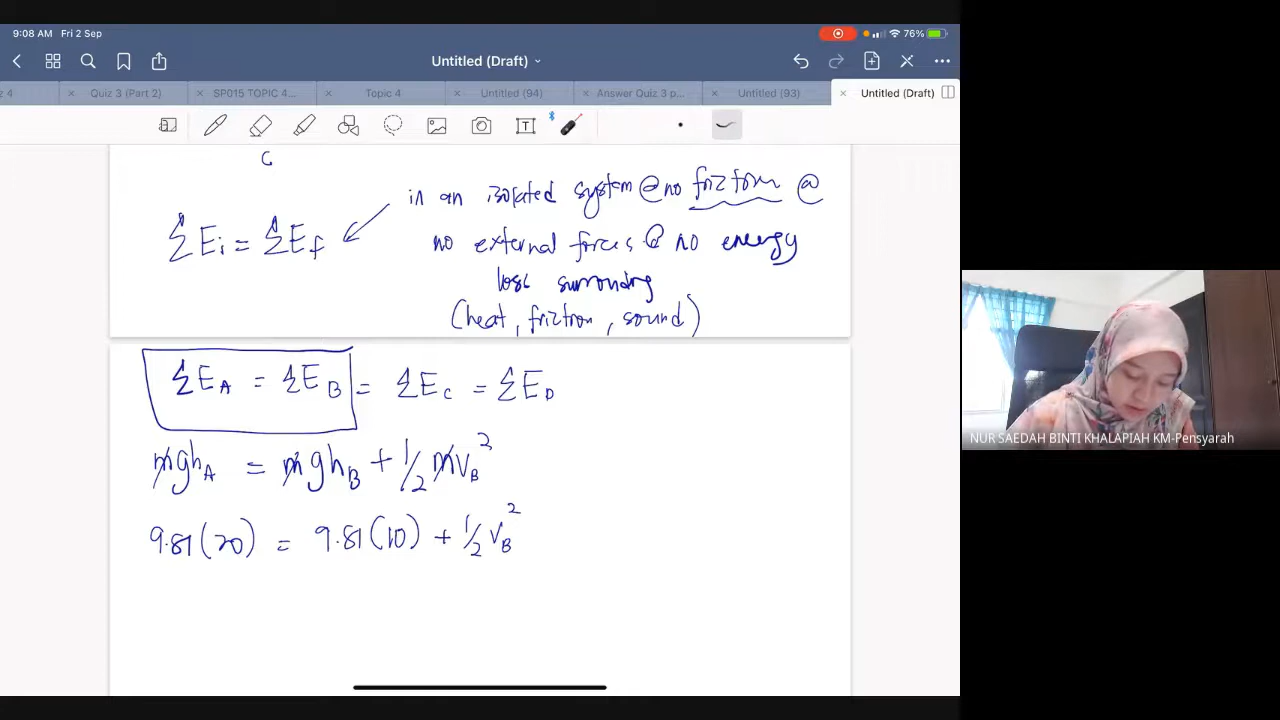 9:08 AM Fri 2 Sep
76%
Untitled (Draft)
z 4
Quiz 3 (Part 2)
SP015 TOPIC 4...
Topic 4
Untitled (94)
Answer Quiz 3 p...
Untitled (93)
Untitled (Draft)
C
in an isolated system @ no friction @
ΣEi = ΣEf
no external forces @ no energy
loss surrounding
(heat, friction, sound)
ΣEA = ΣEB = ΣEC = ΣED
mghA = mghB + 1/2 mvB²
9.81(20) = 9.81(10) + 1/2 vB²
NUR SAEDAH BINTI KHALAPIAH KM-Pensyarah